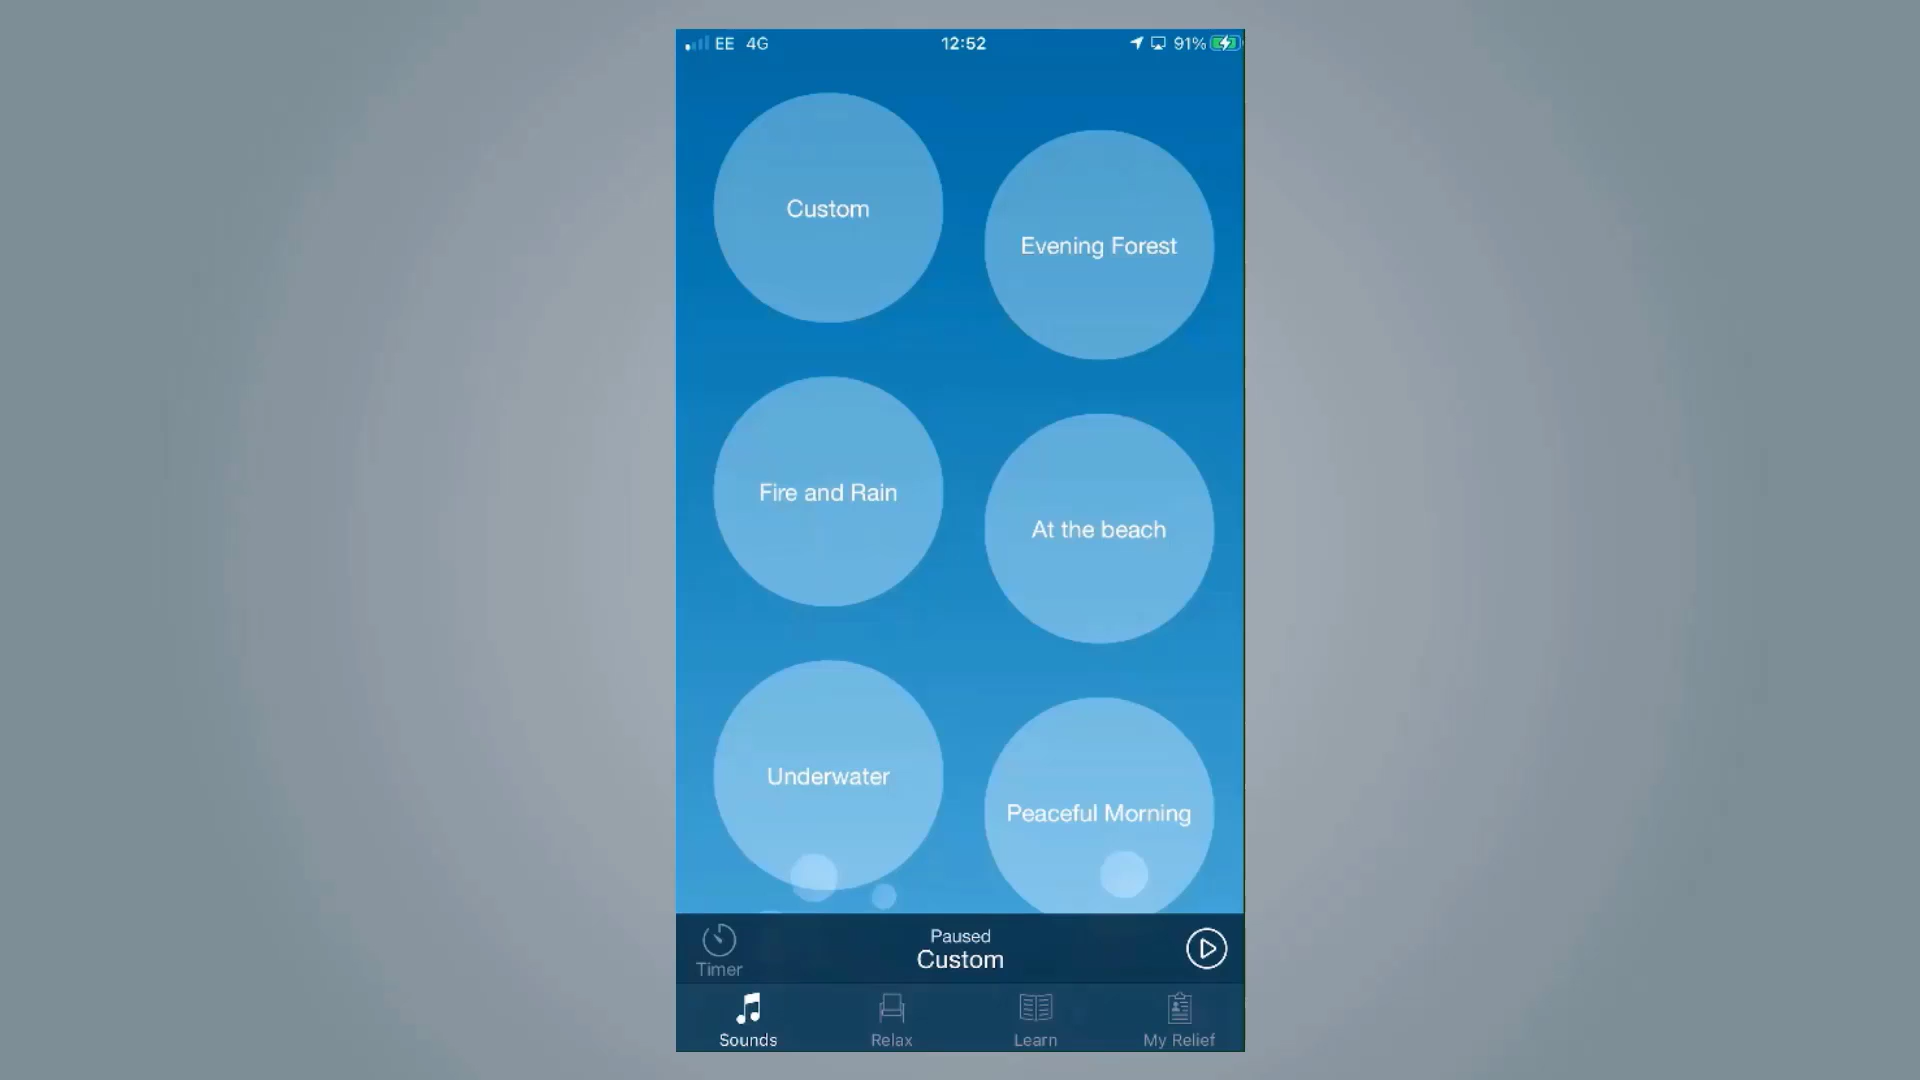 EE 4G 12:52 91%
Custom
Evening Forest
Fire and Rain
At the beach
Underwater
Peaceful Morning
Timer
Paused
Custom
Sounds
Relax
Learn
My Relief